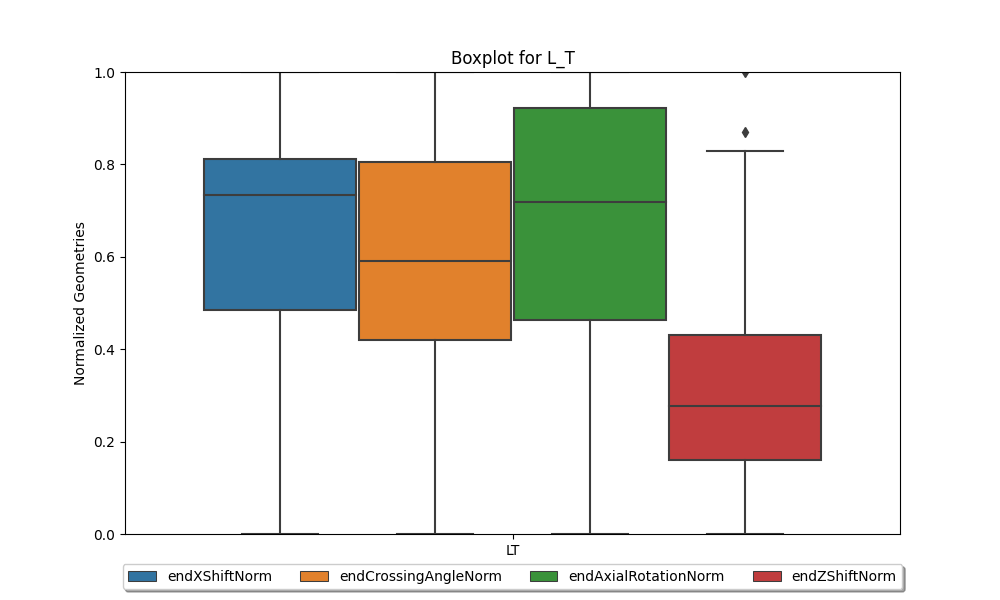 Boxplot for L_T
Normalized Geometries
1.0
0.8
0.6
0.4
0.2
0.0
LT
endXShiftNorm endCrossingAngleNorm endAxialRotationNorm endZShiftNorm